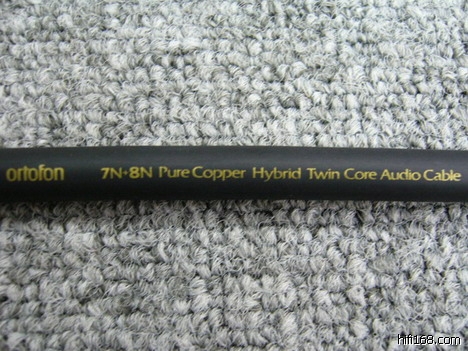 ortofon 7N·8N Pure Copper Hybrid Twin Core Audio Cable
hifi168.com